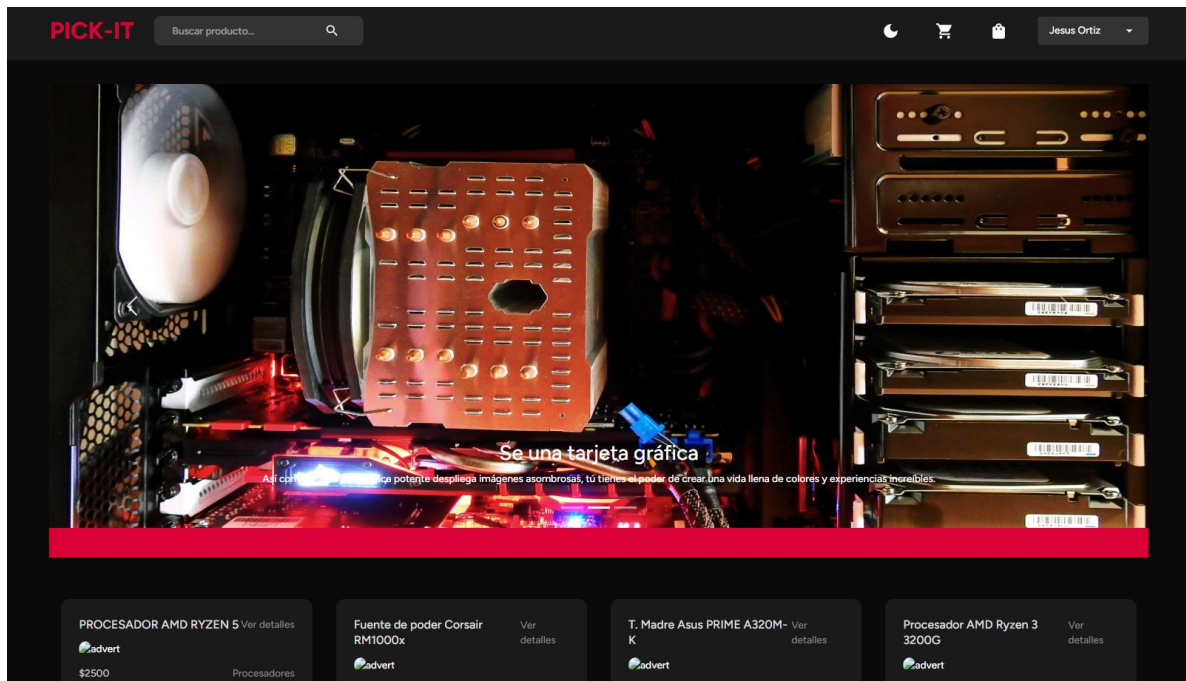 PICK-IT
Buscar producto...
Jesus Ortiz
Se una tarjeta gráfica
Así con ca potente despliega imágenes asombrosas, tú tienes el poder de crear una vida llena de colores y experiencias increíbles.
PROCESADOR AMD RYZEN 5 Ver detalles
advert
$2500 Procesadores
Fuente de poder Corsair
RM1000x
Ver
detalles
advert
T. Madre Asus PRIME A320M-
K
Ver
detalles
advert
Procesador AMD Ryzen 3
3200G
Ver
detalles
advert